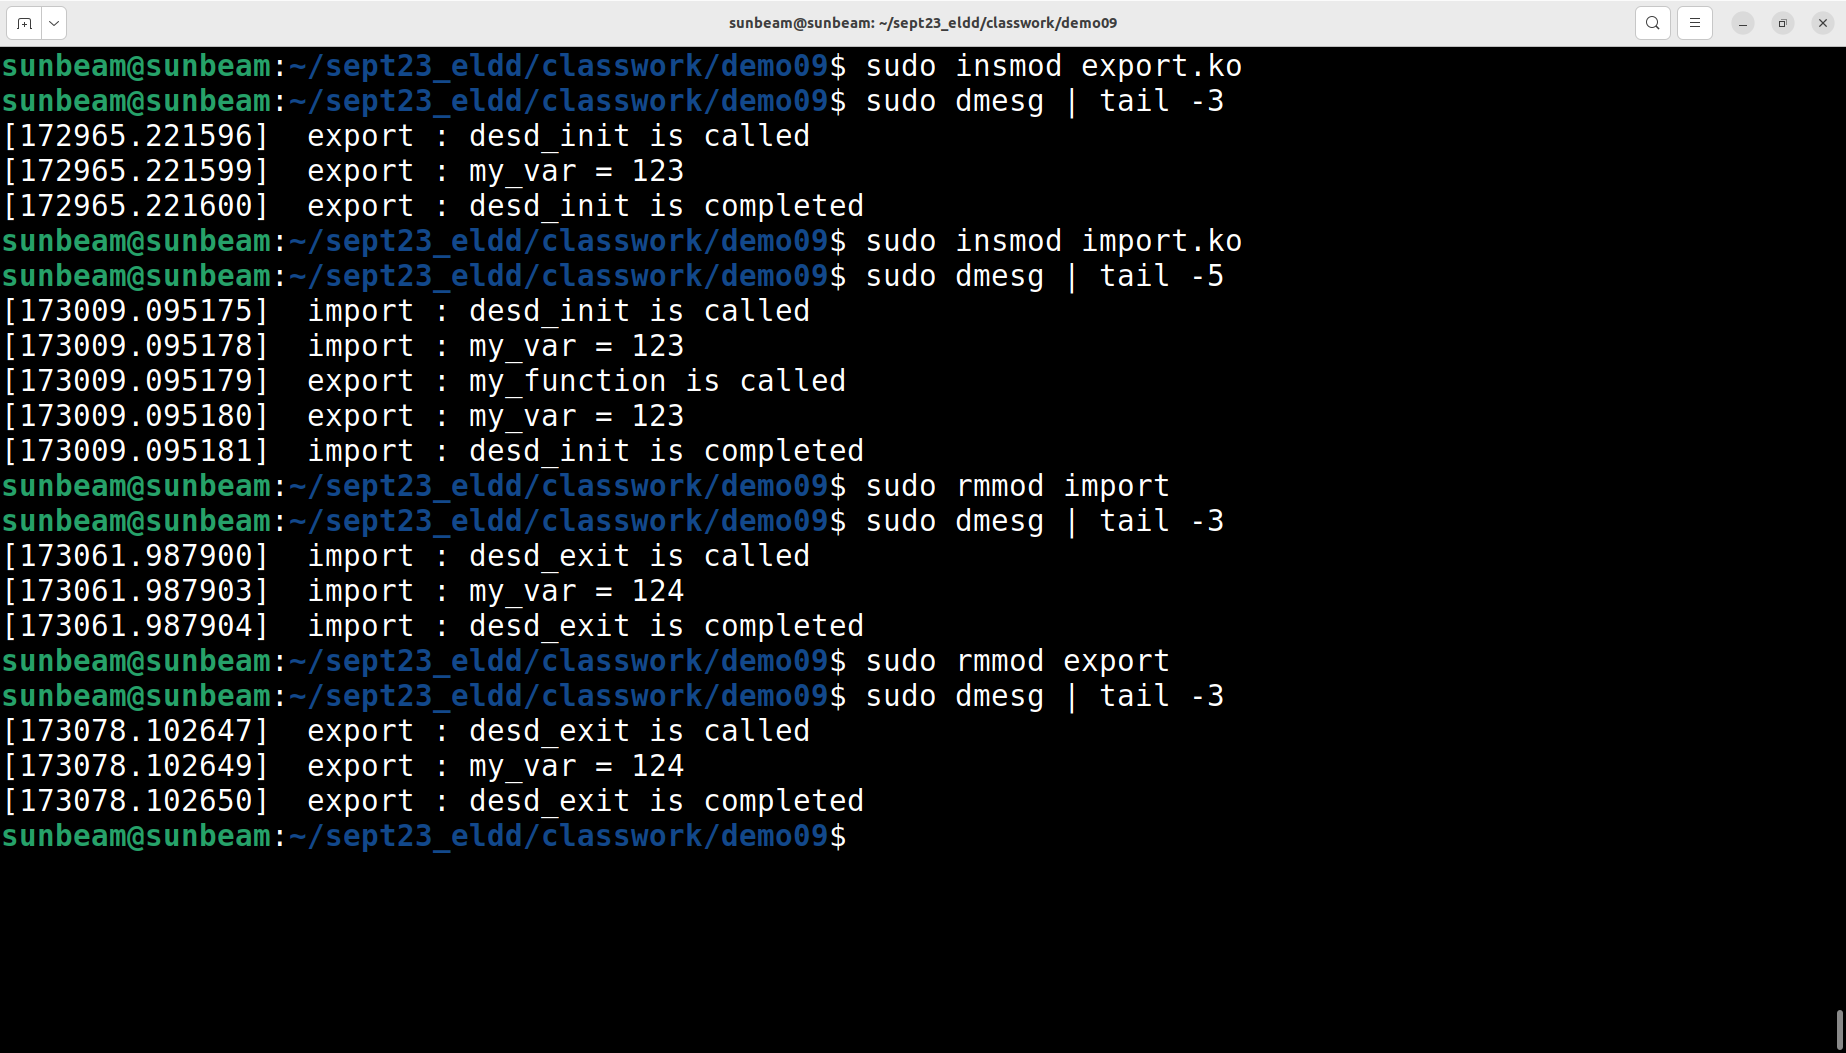 sunbeam@sunbeam: ~/sept23_eldd/classwork/demo09
sunbeam@sunbeam:~/sept23_eldd/classwork/demo09$ sudo insmod export.ko
sunbeam@sunbeam:~/sept23_eldd/classwork/demo09$ sudo dmesg | tail -3
[172965.221596]  export : desd_init is called
[172965.221599]  export : my_var = 123
[172965.221600]  export : desd_init is completed
sunbeam@sunbeam:~/sept23_eldd/classwork/demo09$ sudo insmod import.ko
sunbeam@sunbeam:~/sept23_eldd/classwork/demo09$ sudo dmesg | tail -5
[173009.095175]  import : desd_init is called
[173009.095178]  import : my_var = 123
[173009.095179]  export : my_function is called
[173009.095180]  export : my_var = 123
[173009.095181]  import : desd_init is completed
sunbeam@sunbeam:~/sept23_eldd/classwork/demo09$ sudo rmmod import
sunbeam@sunbeam:~/sept23_eldd/classwork/demo09$ sudo dmesg | tail -3
[173061.987900]  import : desd_exit is called
[173061.987903]  import : my_var = 124
[173061.987904]  import : desd_exit is completed
sunbeam@sunbeam:~/sept23_eldd/classwork/demo09$ sudo rmmod export
sunbeam@sunbeam:~/sept23_eldd/classwork/demo09$ sudo dmesg | tail -3
[173078.102647]  export : desd_exit is called
[173078.102649]  export : my_var = 124
[173078.102650]  export : desd_exit is completed
sunbeam@sunbeam:~/sept23_eldd/classwork/demo09$